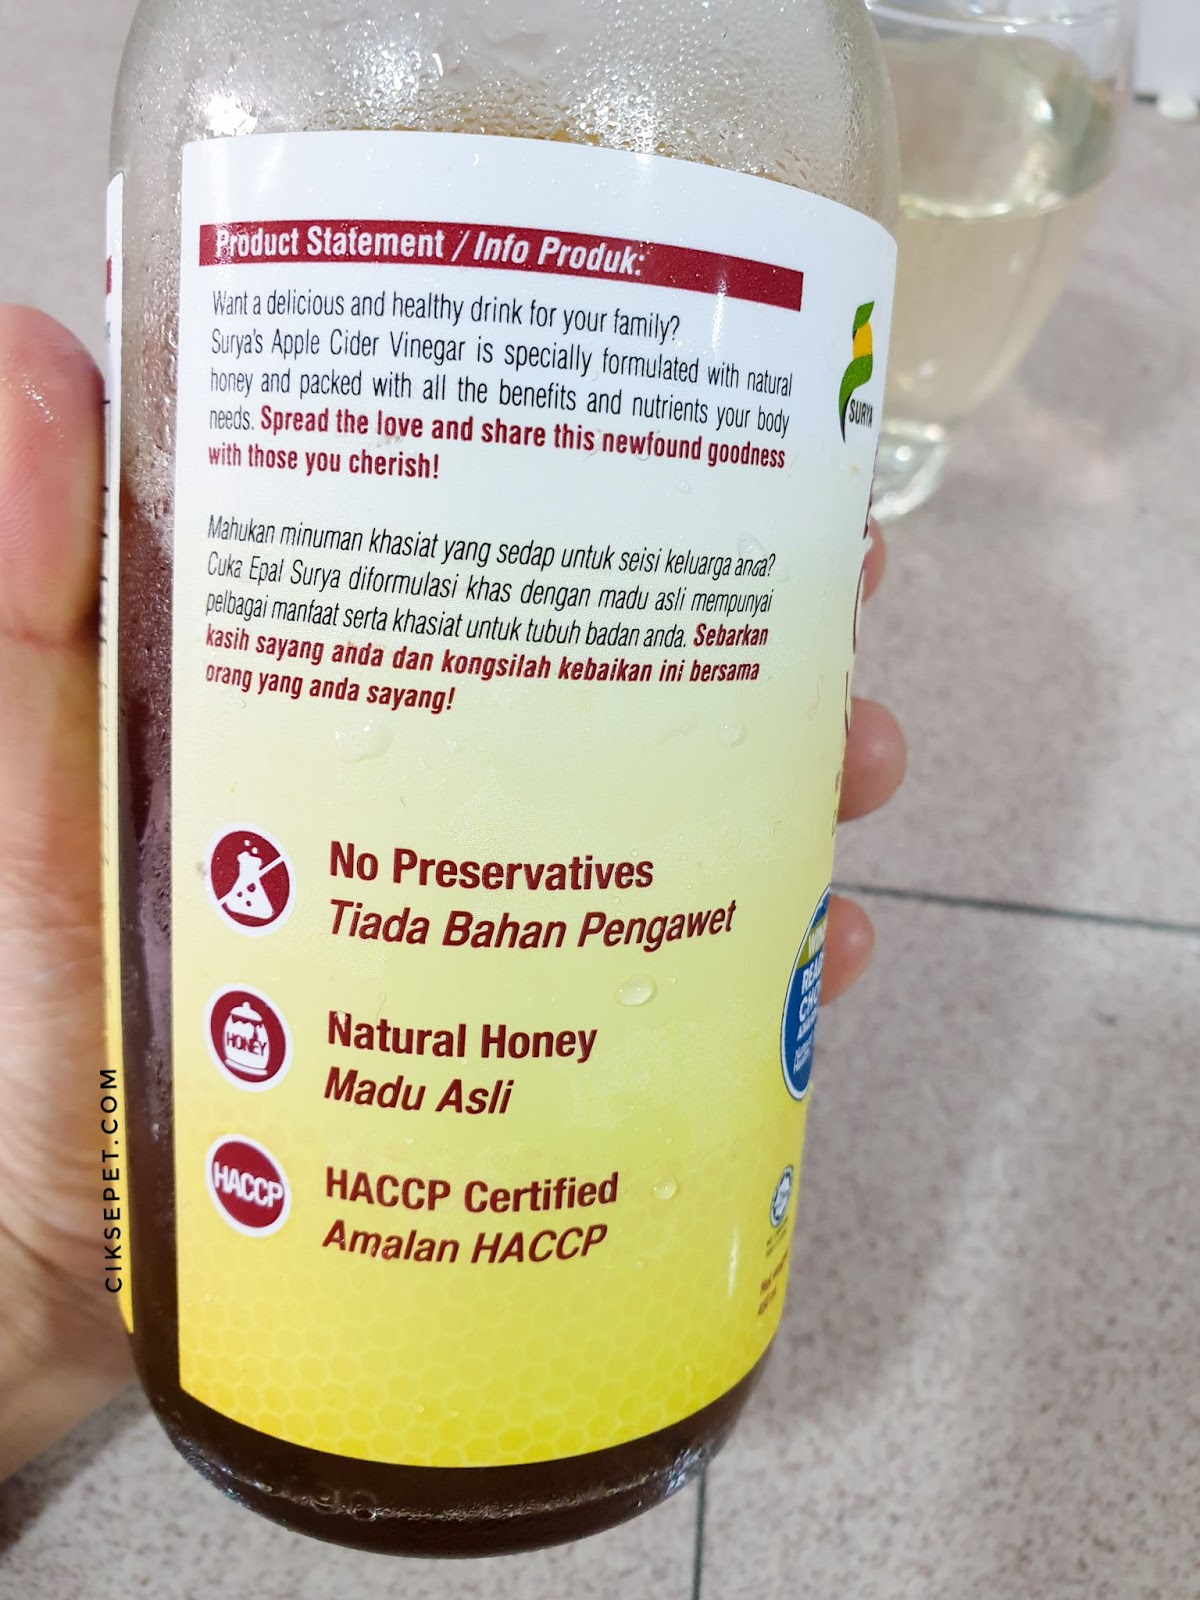 Product Statement / Info Produk:
Want a delicious and healthy drink for your family?
Surya's Apple Cider Vinegar is specially formulated with natural
honey and packed with all the benefits and nutrients your body
needs. Spread the love and share this newfound goodness
with those you cherish!
Mahukan minuman khasiat yang sedap untuk seisi keluarga anda?
Cuka Epal Surya diformulasi khas dengan madu asli mempunyai
pelbagai manfaat serta khasiat untuk tubuh badan anda. Sebarkan
kasih sayang anda dan kongsilah kebaikan ini bersama
orang yang anda sayang!
No Preservatives
Tiada Bahan Pengawet
HONEY
Natural Honey
Madu Asli
HACCP
HACCP Certified
Amalan HACCP
SURYA
CIKSEPET.COM